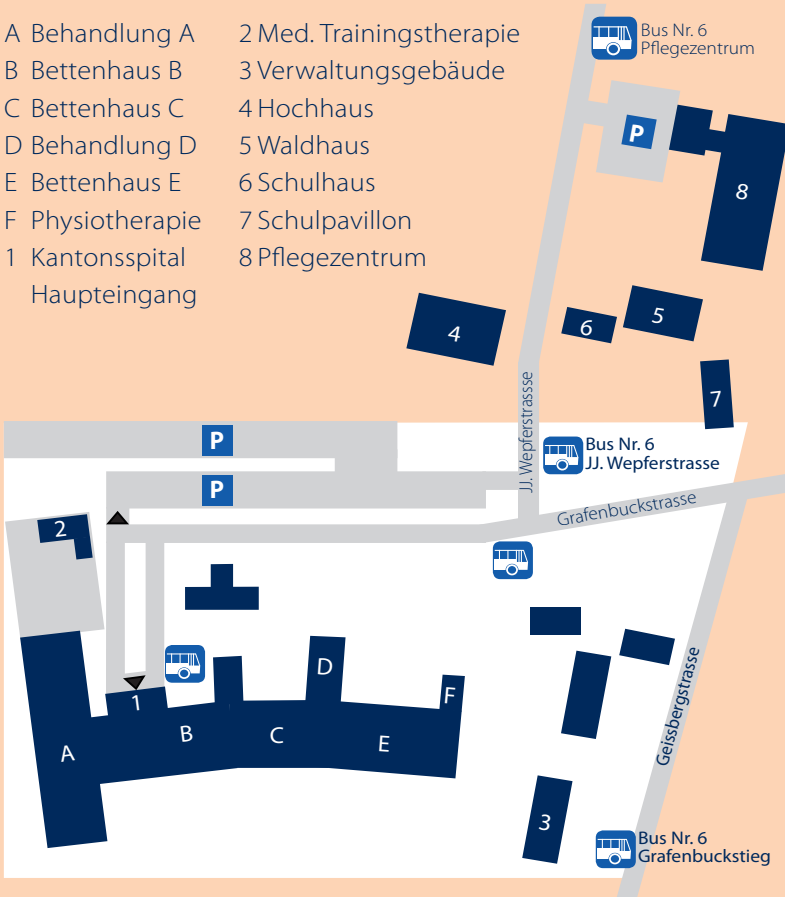 A Behandlung A
B Bettenhaus B
C Bettenhaus C
D Behandlung D
E Bettenhaus E
F Physiotherapie
1 Kantonsspital
Haupteingang
2 Med. Trainingstherapie
3 Verwaltungsgebäude
4 Hochhaus
5 Waldhaus
6 Schulhaus
7 Schulpavillon
8 Pflegezentrum
Bus Nr. 6
Pflegezentrum
P
8
4
6
5
7
JJ. Wepferstrassse
Bus Nr. 6
JJ. Wepferstrasse
P
P
Grafenbuckstrasse
2
1
A
B
C
D
E
F
Geissbergstrasse
3
Bus Nr. 6
Grafenbuckstieg